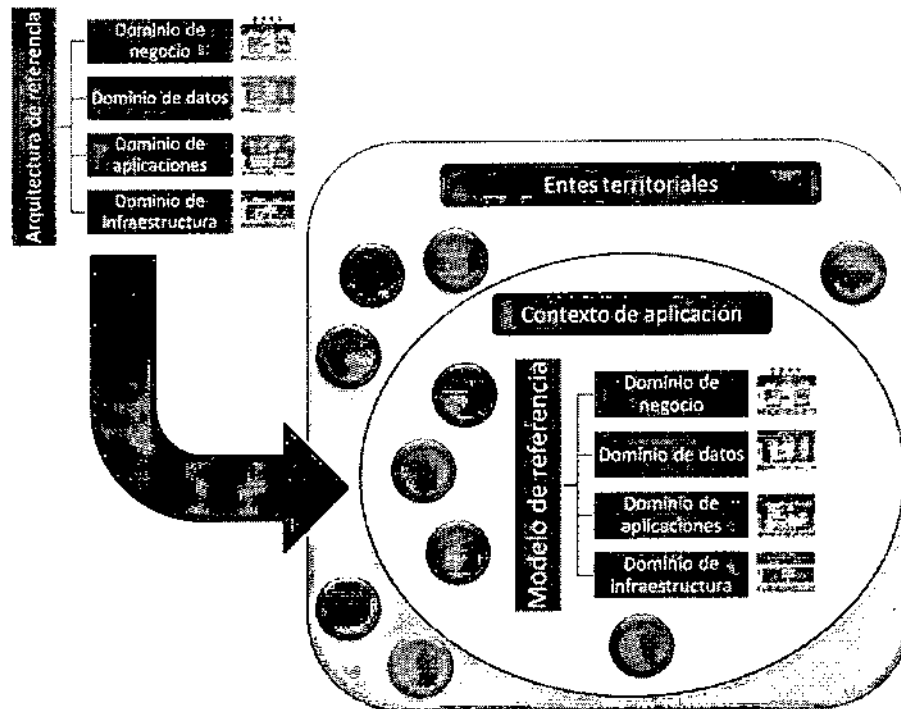 Arquitectura de referencia
Dominio de
negocio
Dominio de datos
Dominio de
aplicaciones
Dominio de
infraestructura
Entes territoriales
Contexto de aplicación
Modelo de referencia
Dominio de
negocio
Dominio de datos
Dominio de
aplicaciones
Dominio de
infraestructura